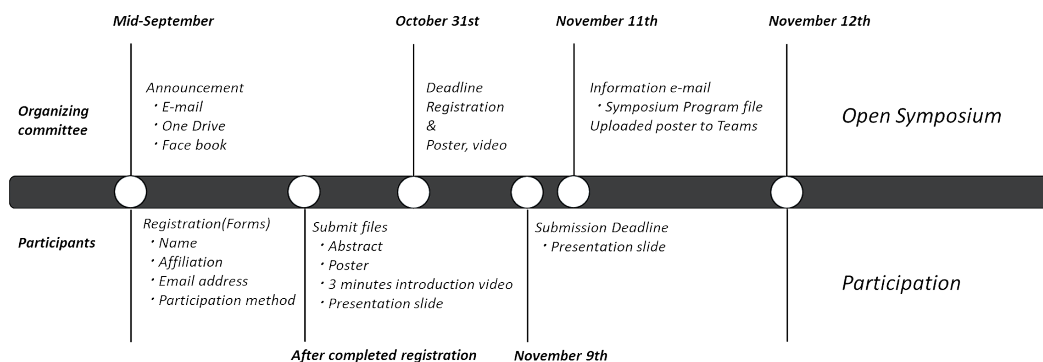 Mid-September
October 31st
November 11th
November 12th
Organizing
committee
Announcement
・E-mail
・One Drive
・Face book
Deadline
Registration
&
Poster, video
Information e-mail
・Symposium Program file
Uploaded poster to Teams
Open Symposium
Participants
Registration(Forms)
・Name
・Affiliation
・Email address
・Participation method
Submit files
・Abstract
・Poster
・3 minutes introduction video
・Presentation slide
Submission Deadline
・Presentation slide
Participation
After completed registration
November 9th